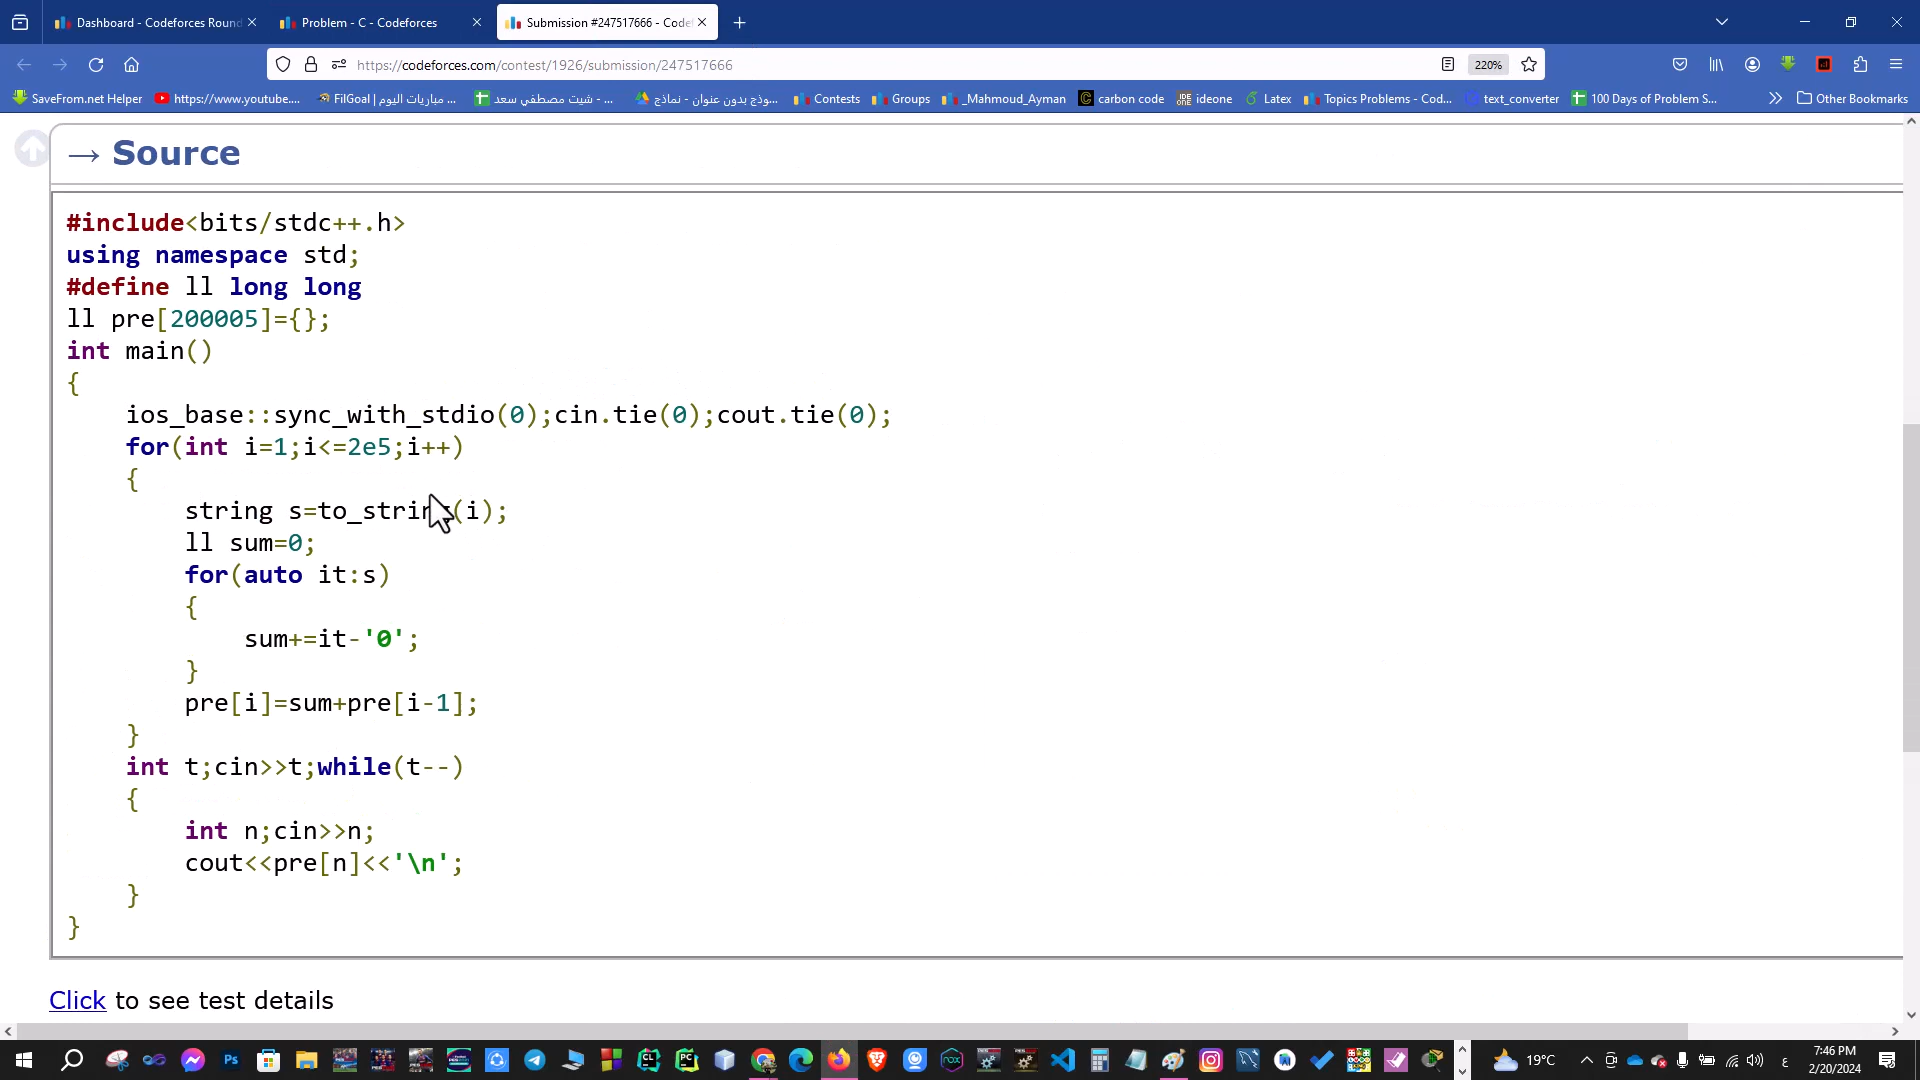 Dashboard - Codeforces Round
Problem - C - Codeforces
Submission #247517666 - Code
https://codeforces.com/contest/1926/submission/247517666
220%
SaveFrom.net Helper
https://www.youtube....
FilGoal | مباريات اليوم ...
شيت مصطفي سعد - ...
نموذج بدون عنوان - نماذج...
Contests
Groups
_Mahmoud_Ayman
carbon code
ideone
Latex
Topics Problems - Cod...
text_converter
100 Days of Problem S...
Other Bookmarks
→ Source
#include<bits/stdc++.h>
using namespace std;
#define ll long long
ll pre[200005]={};
int main()
{
ios_base::sync_with_stdio(0);cin.tie(0);cout.tie(0);
for(int i=1;i<=2e5;i++)
{
string s=to_string(i);
ll sum=0;
for(auto it:s)
{
sum+=it-'0';
}
pre[i]=sum+pre[i-1];
}
int t;cin>>t;while(t--)
{
int n;cin>>n;
cout<<pre[n]<<'\n';
}
}
Click to see test details
19°C
ع
7:46 PM
2/20/2024